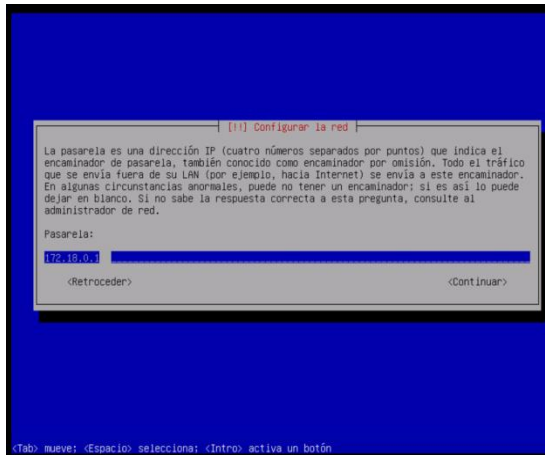 [!!] Configurar la red
La pasarela es una dirección IP (cuatro números separados por puntos) que indica el
encaminador de pasarela, también conocido como encaminador por omisión. Todo el tráfico
que se envía fuera de su LAN (por ejemplo, hacia Internet) se envía a este encaminador.
En algunas circunstancias anormales, puede no tener un encaminador; si es así lo puede
dejar en blanco. Si no sabe la respuesta correcta a esta pregunta, consulte al
administrador de red.
Pasarela:
172.18.0.1
<Retroceder> <Continuar>
<Tab> mueve; <Espacio> selecciona; <Intro> activa un botón